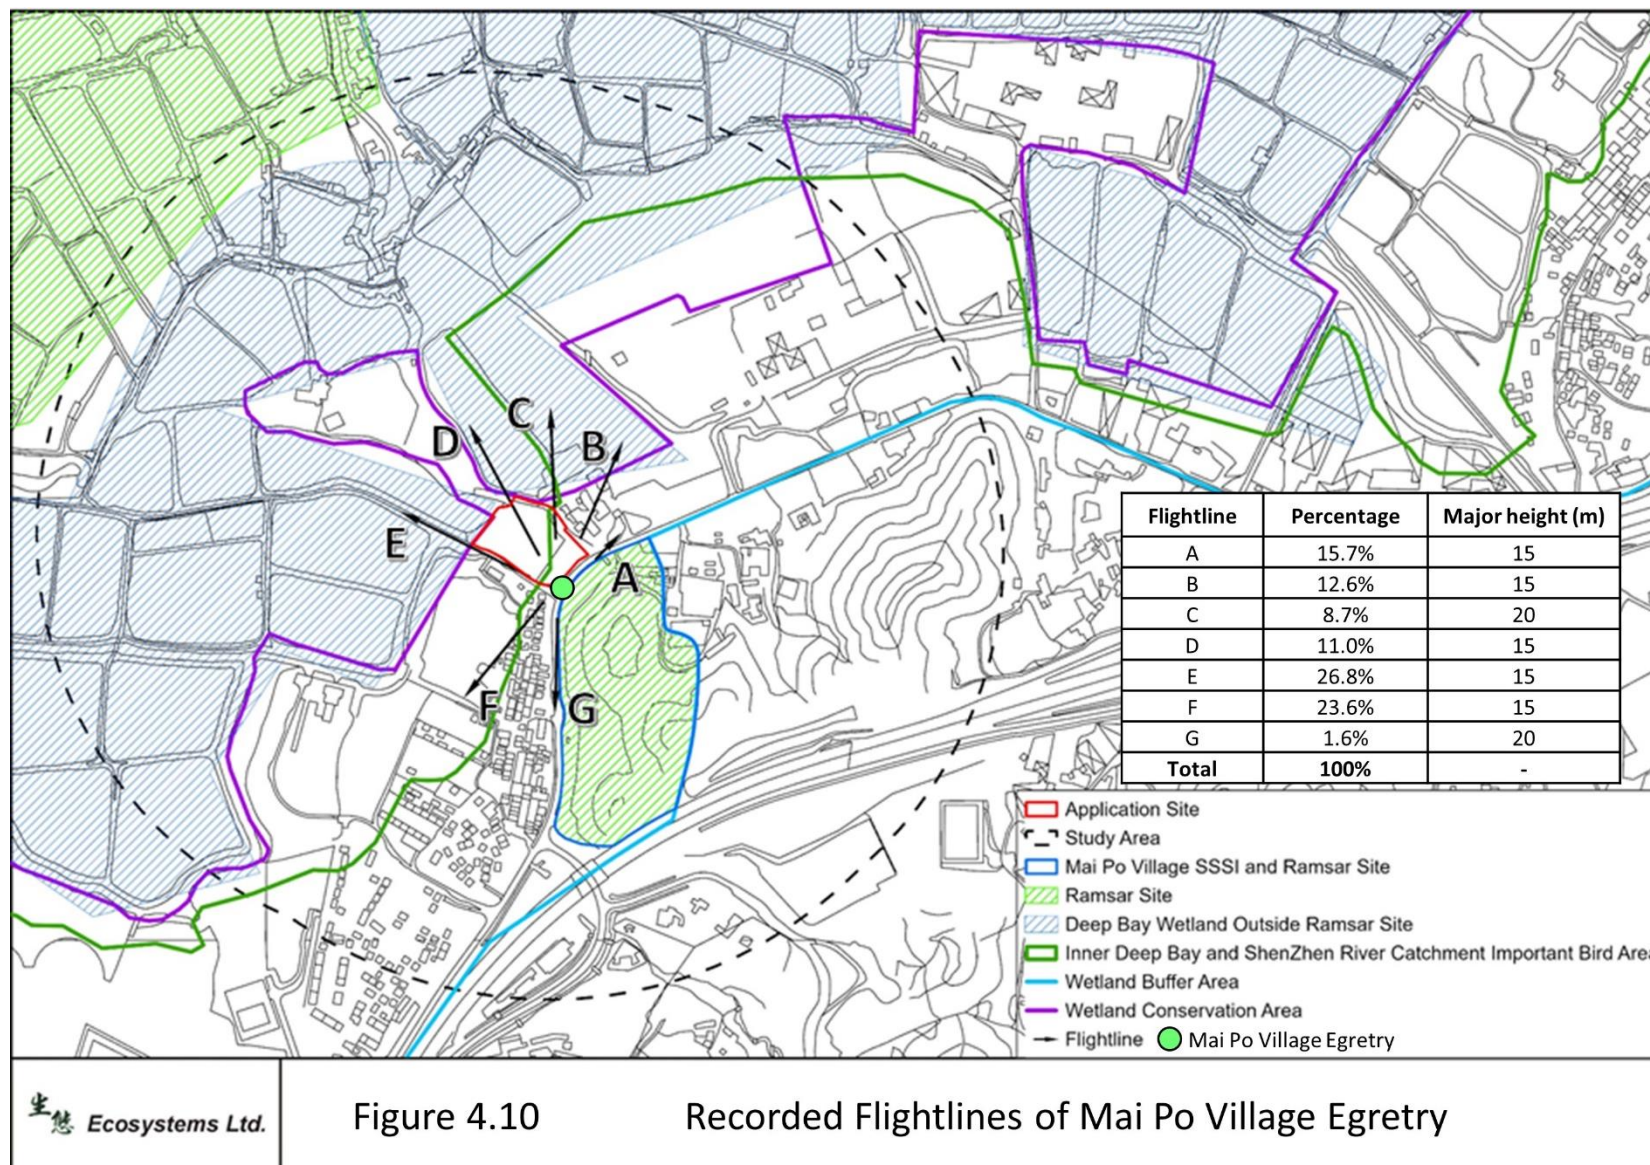 C
D
B
E
A
F
G
Flightline Percentage Major height (m)
A 15.7% 15
B 12.6% 15
C 8.7% 20
D 11.0% 15
E 26.8% 15
F 23.6% 15
G 1.6% 20
Total 100% -
Application Site
Study Area
Mai Po Village SSSI and Ramsar Site
Ramsar Site
Deep Bay Wetland Outside Ramsar Site
Inner Deep Bay and ShenZhen River Catchment Important Bird Area
Wetland Buffer Area
Wetland Conservation Area
Flightline Mai Po Village Egretry
生態 Ecosystems Ltd. Figure 4.10 Recorded Flightlines of Mai Po Village Egretry